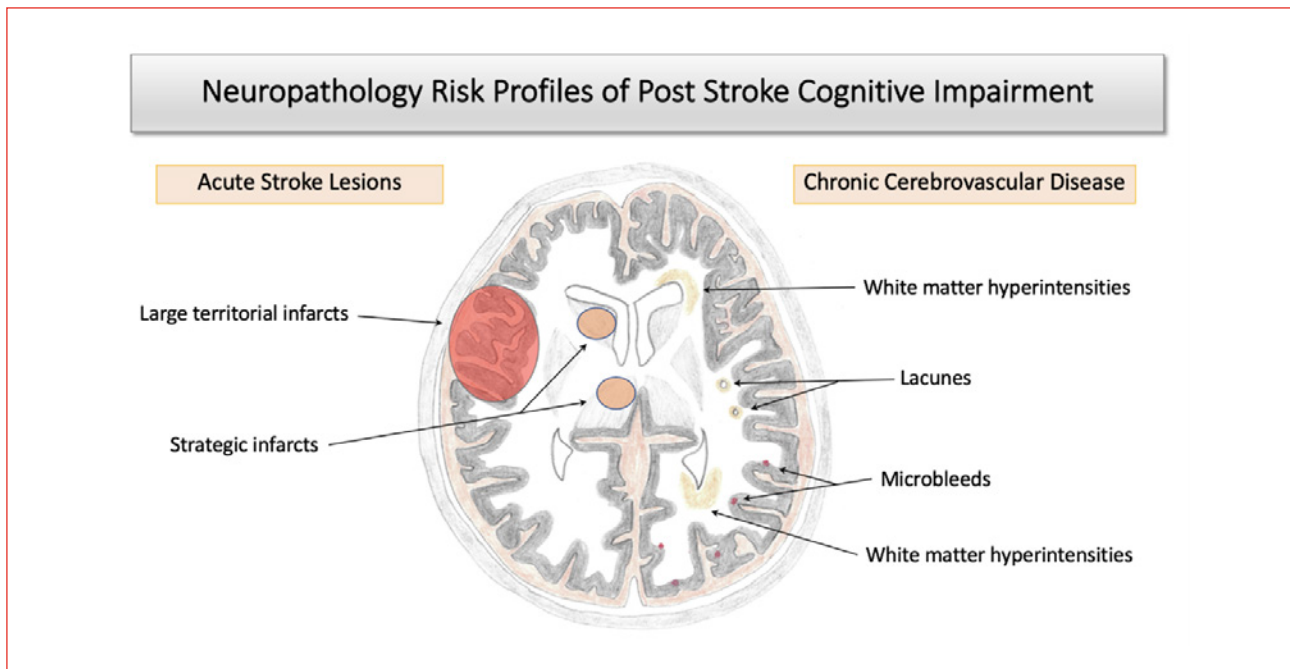 Neuropathology Risk Profiles of Post Stroke Cognitive Impairment
Acute Stroke Lesions
Chronic Cerebrovascular Disease
White matter hyperintensities
Large territorial infarcts
Lacunes
Strategic infarcts
Microbleeds
White matter hyperintensities